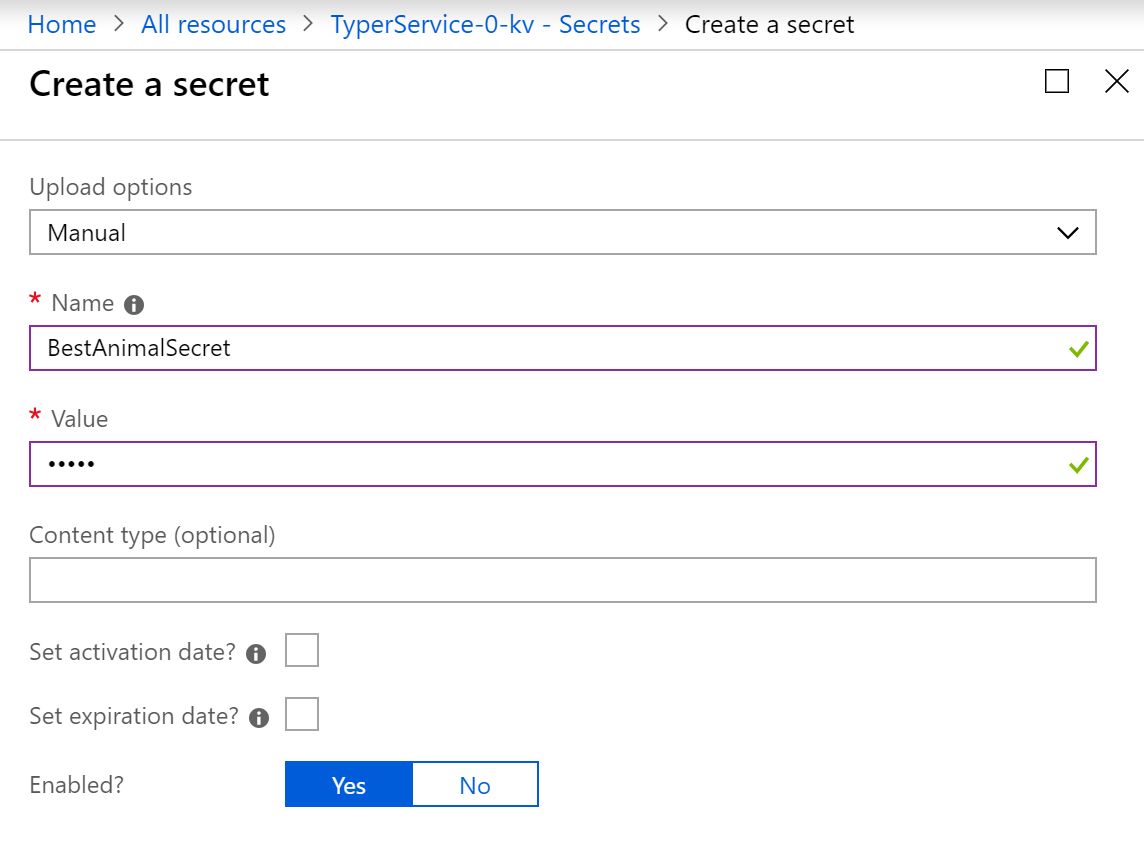 Home > All resources > TyperService-0-kv - Secrets > Create a secret
Create a secret
Upload options
Manual
* Name
BestAnimalSecret
* Value
•••••
Content type (optional)
Set activation date?
Set expiration date?
Enabled? Yes No